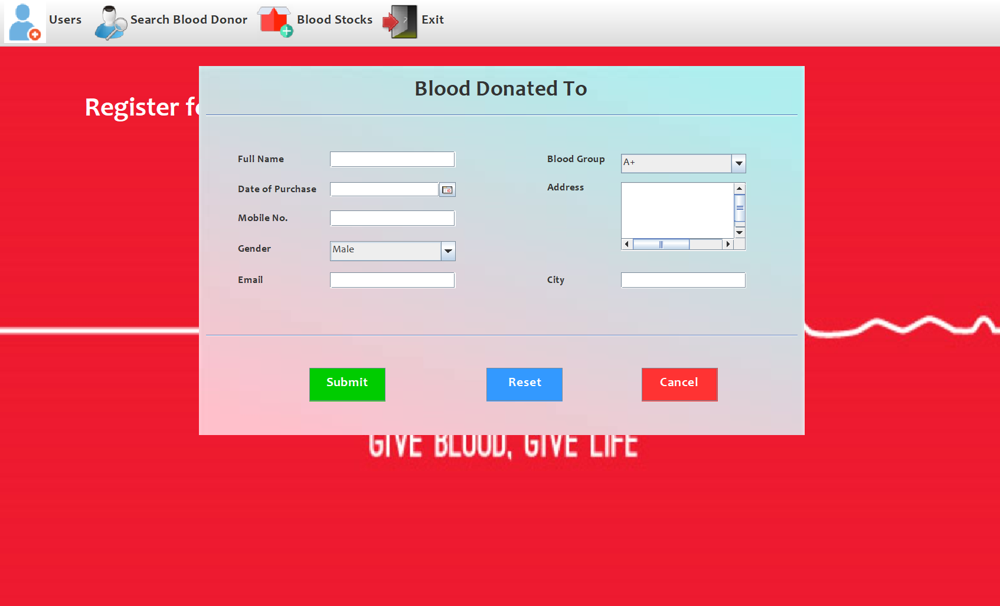 Users Search Blood Donor Blood Stocks Exit
Blood Donated To
Register
Full Name
Blood Group A+
Date of Purchase
Address
Mobile No.
Gender Male
Email
City
Submit Reset Cancel
GIVE BLOOD, GIVE LIFE